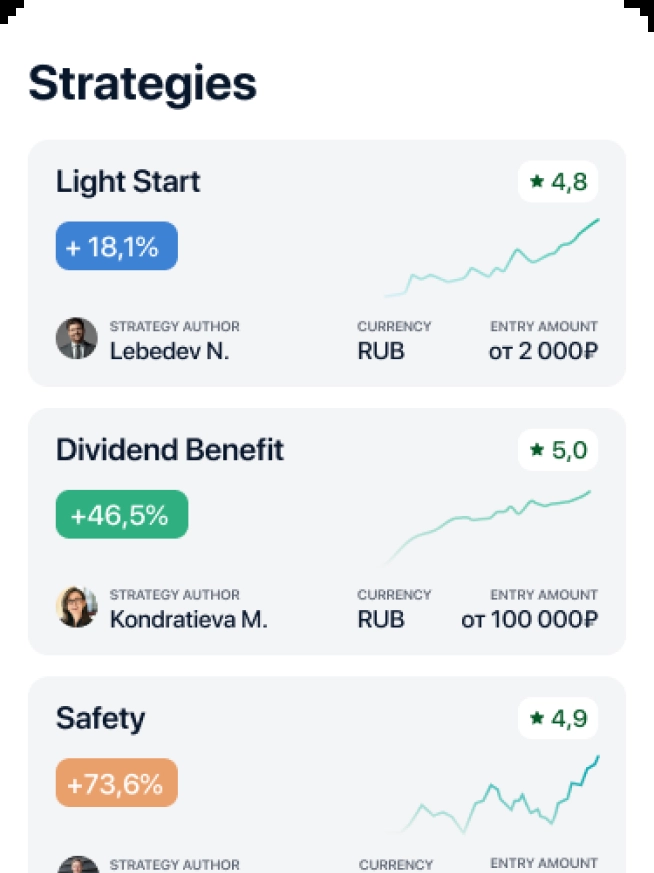 Strategies
Light Start
★ 4,8
+ 18,1%
STRATEGY AUTHOR
Lebedev N.
CURRENCY
RUB
ENTRY AMOUNT
от 2 000₽
Dividend Benefit
★ 5,0
+46,5%
STRATEGY AUTHOR
Kondratieva M.
CURRENCY
RUB
ENTRY AMOUNT
от 100 000₽
Safety
★ 4,9
+73,6%
STRATEGY AUTHOR
CURRENCY
ENTRY AMOUNT